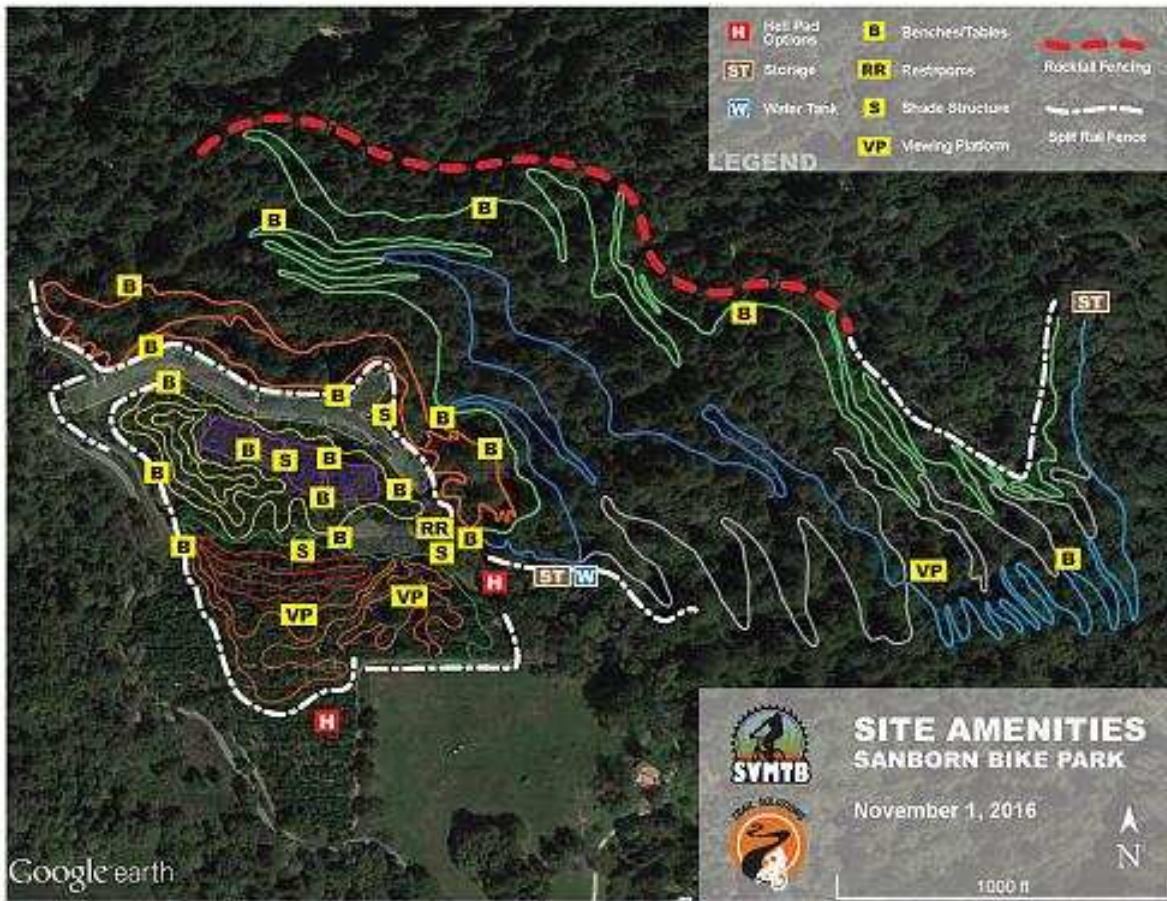 H Heli Pad Options
B Benches/Tables
ST Storage
RR Restrooms
Rockfall Fencing
W Water Tank
S Shade Structure
Split Rail Fence
VP Viewing Platform
LEGEND
B
B
B
ST
B
B
B
B
B
S
B
B
B
S
B
B
B
B
RR
B
B
S
B
S
H
ST
W
VP
B
VP
VP
H
SVMTB
SITE AMENITIES
SANBORN BIKE PARK
TRAIL SOLUTIONS
November 1, 2016
N
Google earth
1000 ft